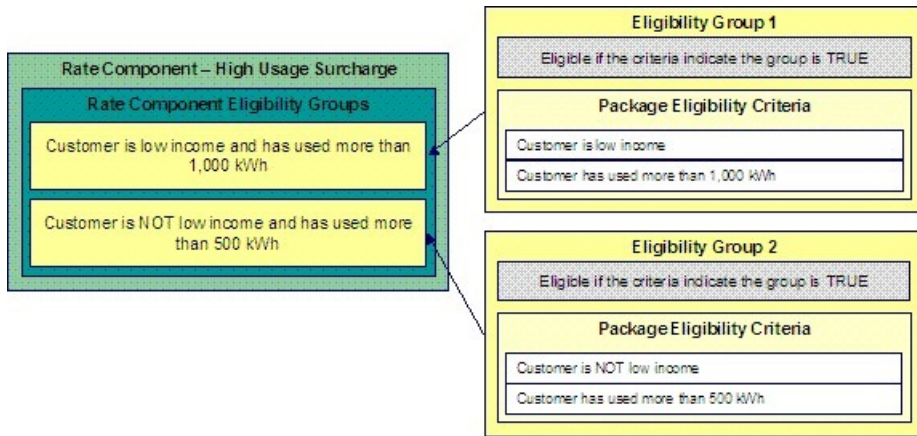 Rate Component – High Usage Surcharge
Rate Component Eligibility Groups
Customer is low income and has used more than
1,000 kWh
Customer is NOT low income and has used more
than 500 kWh
Eligibility Group 1
Eligible if the criteria indicate the group is TRUE
Package Eligibility Criteria
Customer is low income
Customer has used more than 1,000 kWh
Eligibility Group 2
Eligible if the criteria indicate the group is TRUE
Package Eligibility Criteria
Customer is NOT low income
Customer has used more than 500 kWh